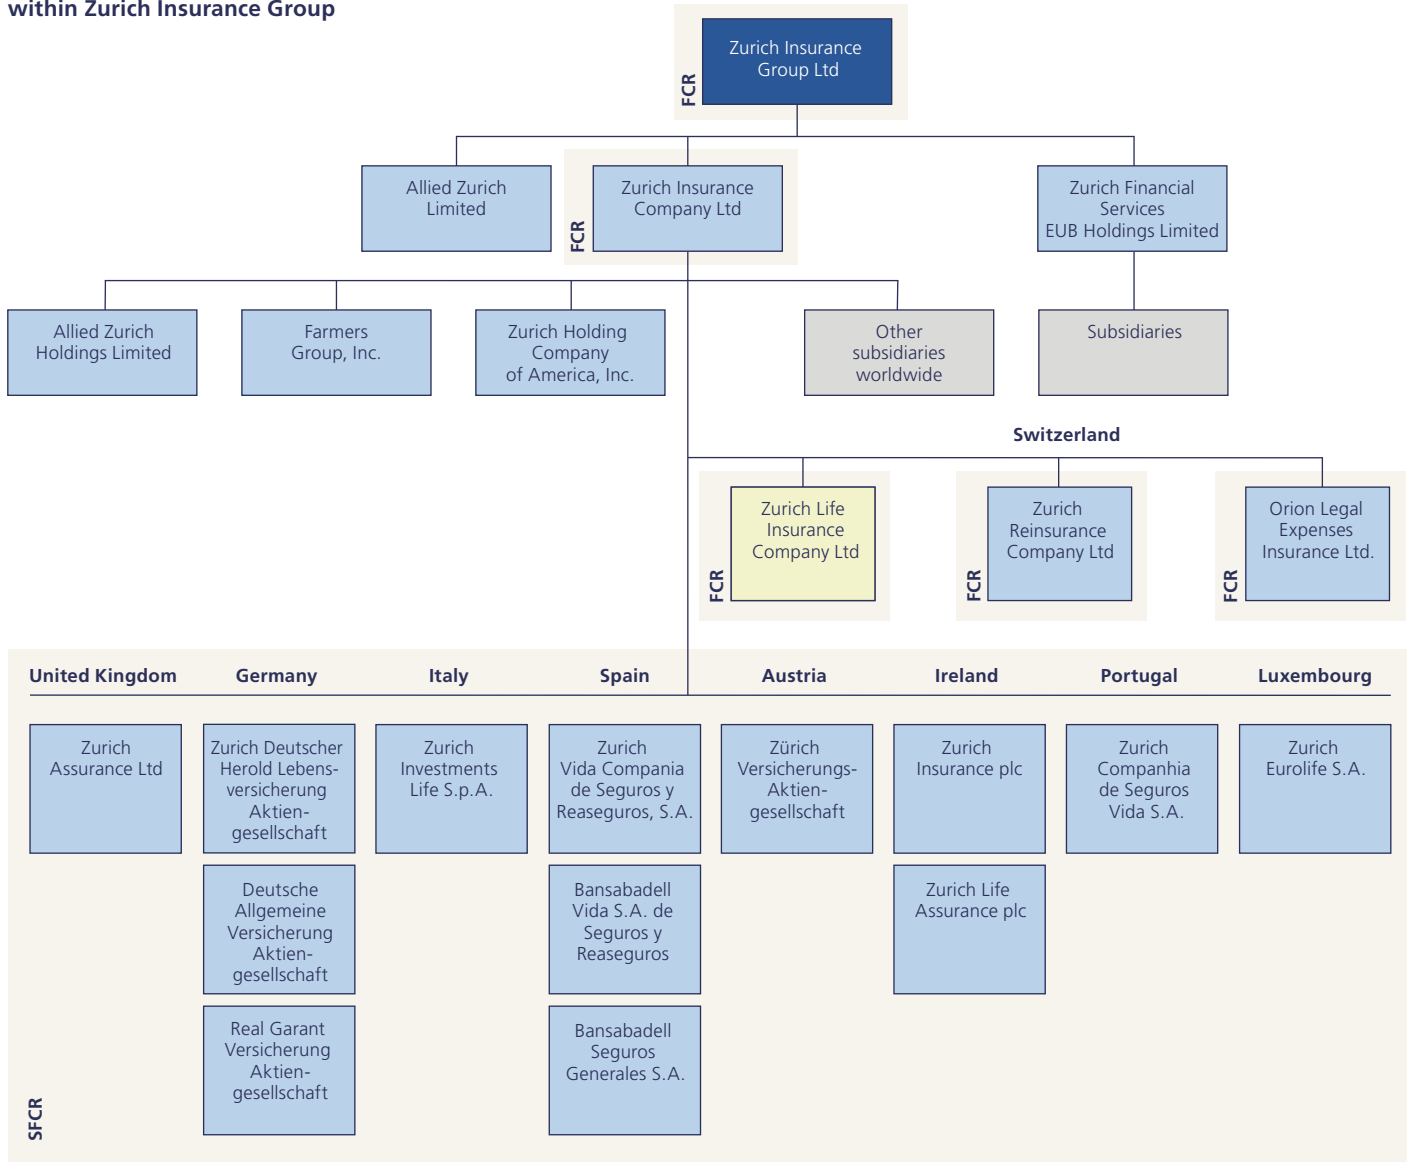 within Zurich Insurance Group
Zurich Insurance
Group Ltd
FCR
Allied Zurich
Limited
Zurich Insurance
Company Ltd
FCR
Zurich Financial
Services
EUB Holdings Limited
Allied Zurich
Holdings Limited
Farmers
Group, Inc.
Zurich Holding
Company
of America, Inc.
Other
subsidiaries
worldwide
Subsidiaries
Switzerland
Zurich Life
Insurance
Company Ltd
FCR
Zurich
Reinsurance
Company Ltd
FCR
Orion Legal
Expenses
Insurance Ltd.
FCR
United Kingdom
Germany
Italy
Spain
Austria
Ireland
Portugal
Luxembourg
Zurich
Assurance Ltd
Zurich Deutscher
Herold Lebens-
versicherung
Aktien-
gesellschaft
Zurich
Investments
Life S.p.A.
Zurich
Vida Compania
de Seguros y
Reaseguros, S.A.
Zürich
Versicherungs-
Aktien-
gesellschaft
Zurich
Insurance plc
Zurich
Companhia
de Seguros
Vida S.A.
Zurich
Eurolife S.A.
Deutsche
Allgemeine
Versicherung
Aktien-
gesellschaft
Bansabadell
Vida S.A. de
Seguros y
Reaseguros
Zurich Life
Assurance plc
Real Garant
Versicherung
Aktien-
gesellschaft
Bansabadell
Seguros
Generales S.A.
SFCR